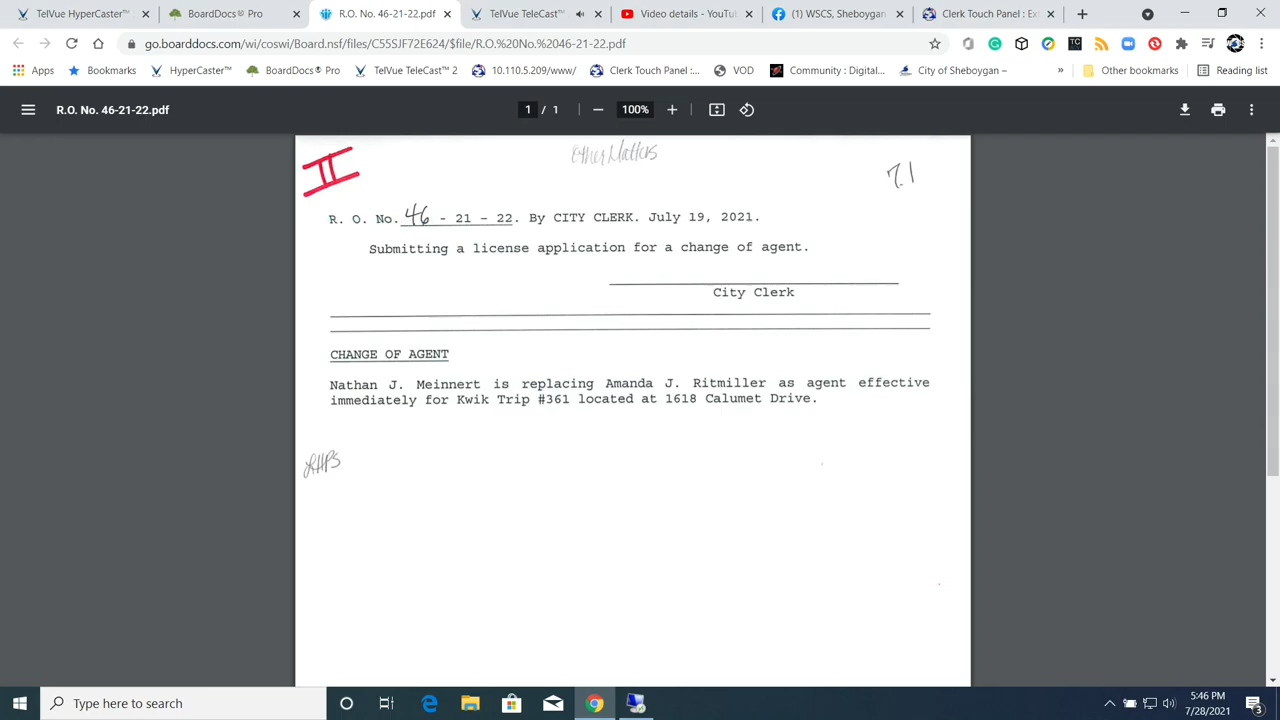 TelVue HyperCaster™
BoardDocs® Pro
R.O. No. 46-21-22.pdf
TelVue TeleCast™
Video details - YouTu
(1) WSCS, Sheboygan
Clerk Touch Panel : Ex
go.boarddocs.com/wi/coswi/Board.nsf/files/C55SJF72E624/$file/R.O.%20No.%2046-21-22.pdf
Apps
Bookmarks
HyperCaster™
BoardDocs® Pro
TelVue TeleCast™ 2
10.110.5.209/www/
Clerk Touch Panel :...
VOD
Community : Digital...
City of Sheboygan –
»
Other bookmarks
Reading list
R.O. No. 46-21-22.pdf
1 / 1
100%
Other Matters
II
7.1
R. O. No. 46 - 21 - 22. By CITY CLERK. July 19, 2021.
Submitting a license application for a change of agent.
City Clerk
CHANGE OF AGENT
Nathan J. Meinnert is replacing Amanda J. Ritmiller as agent effective
immediately for Kwik Trip #361 located at 1618 Calumet Drive.
LHPS
Type here to search
5:46 PM
7/28/2021
3